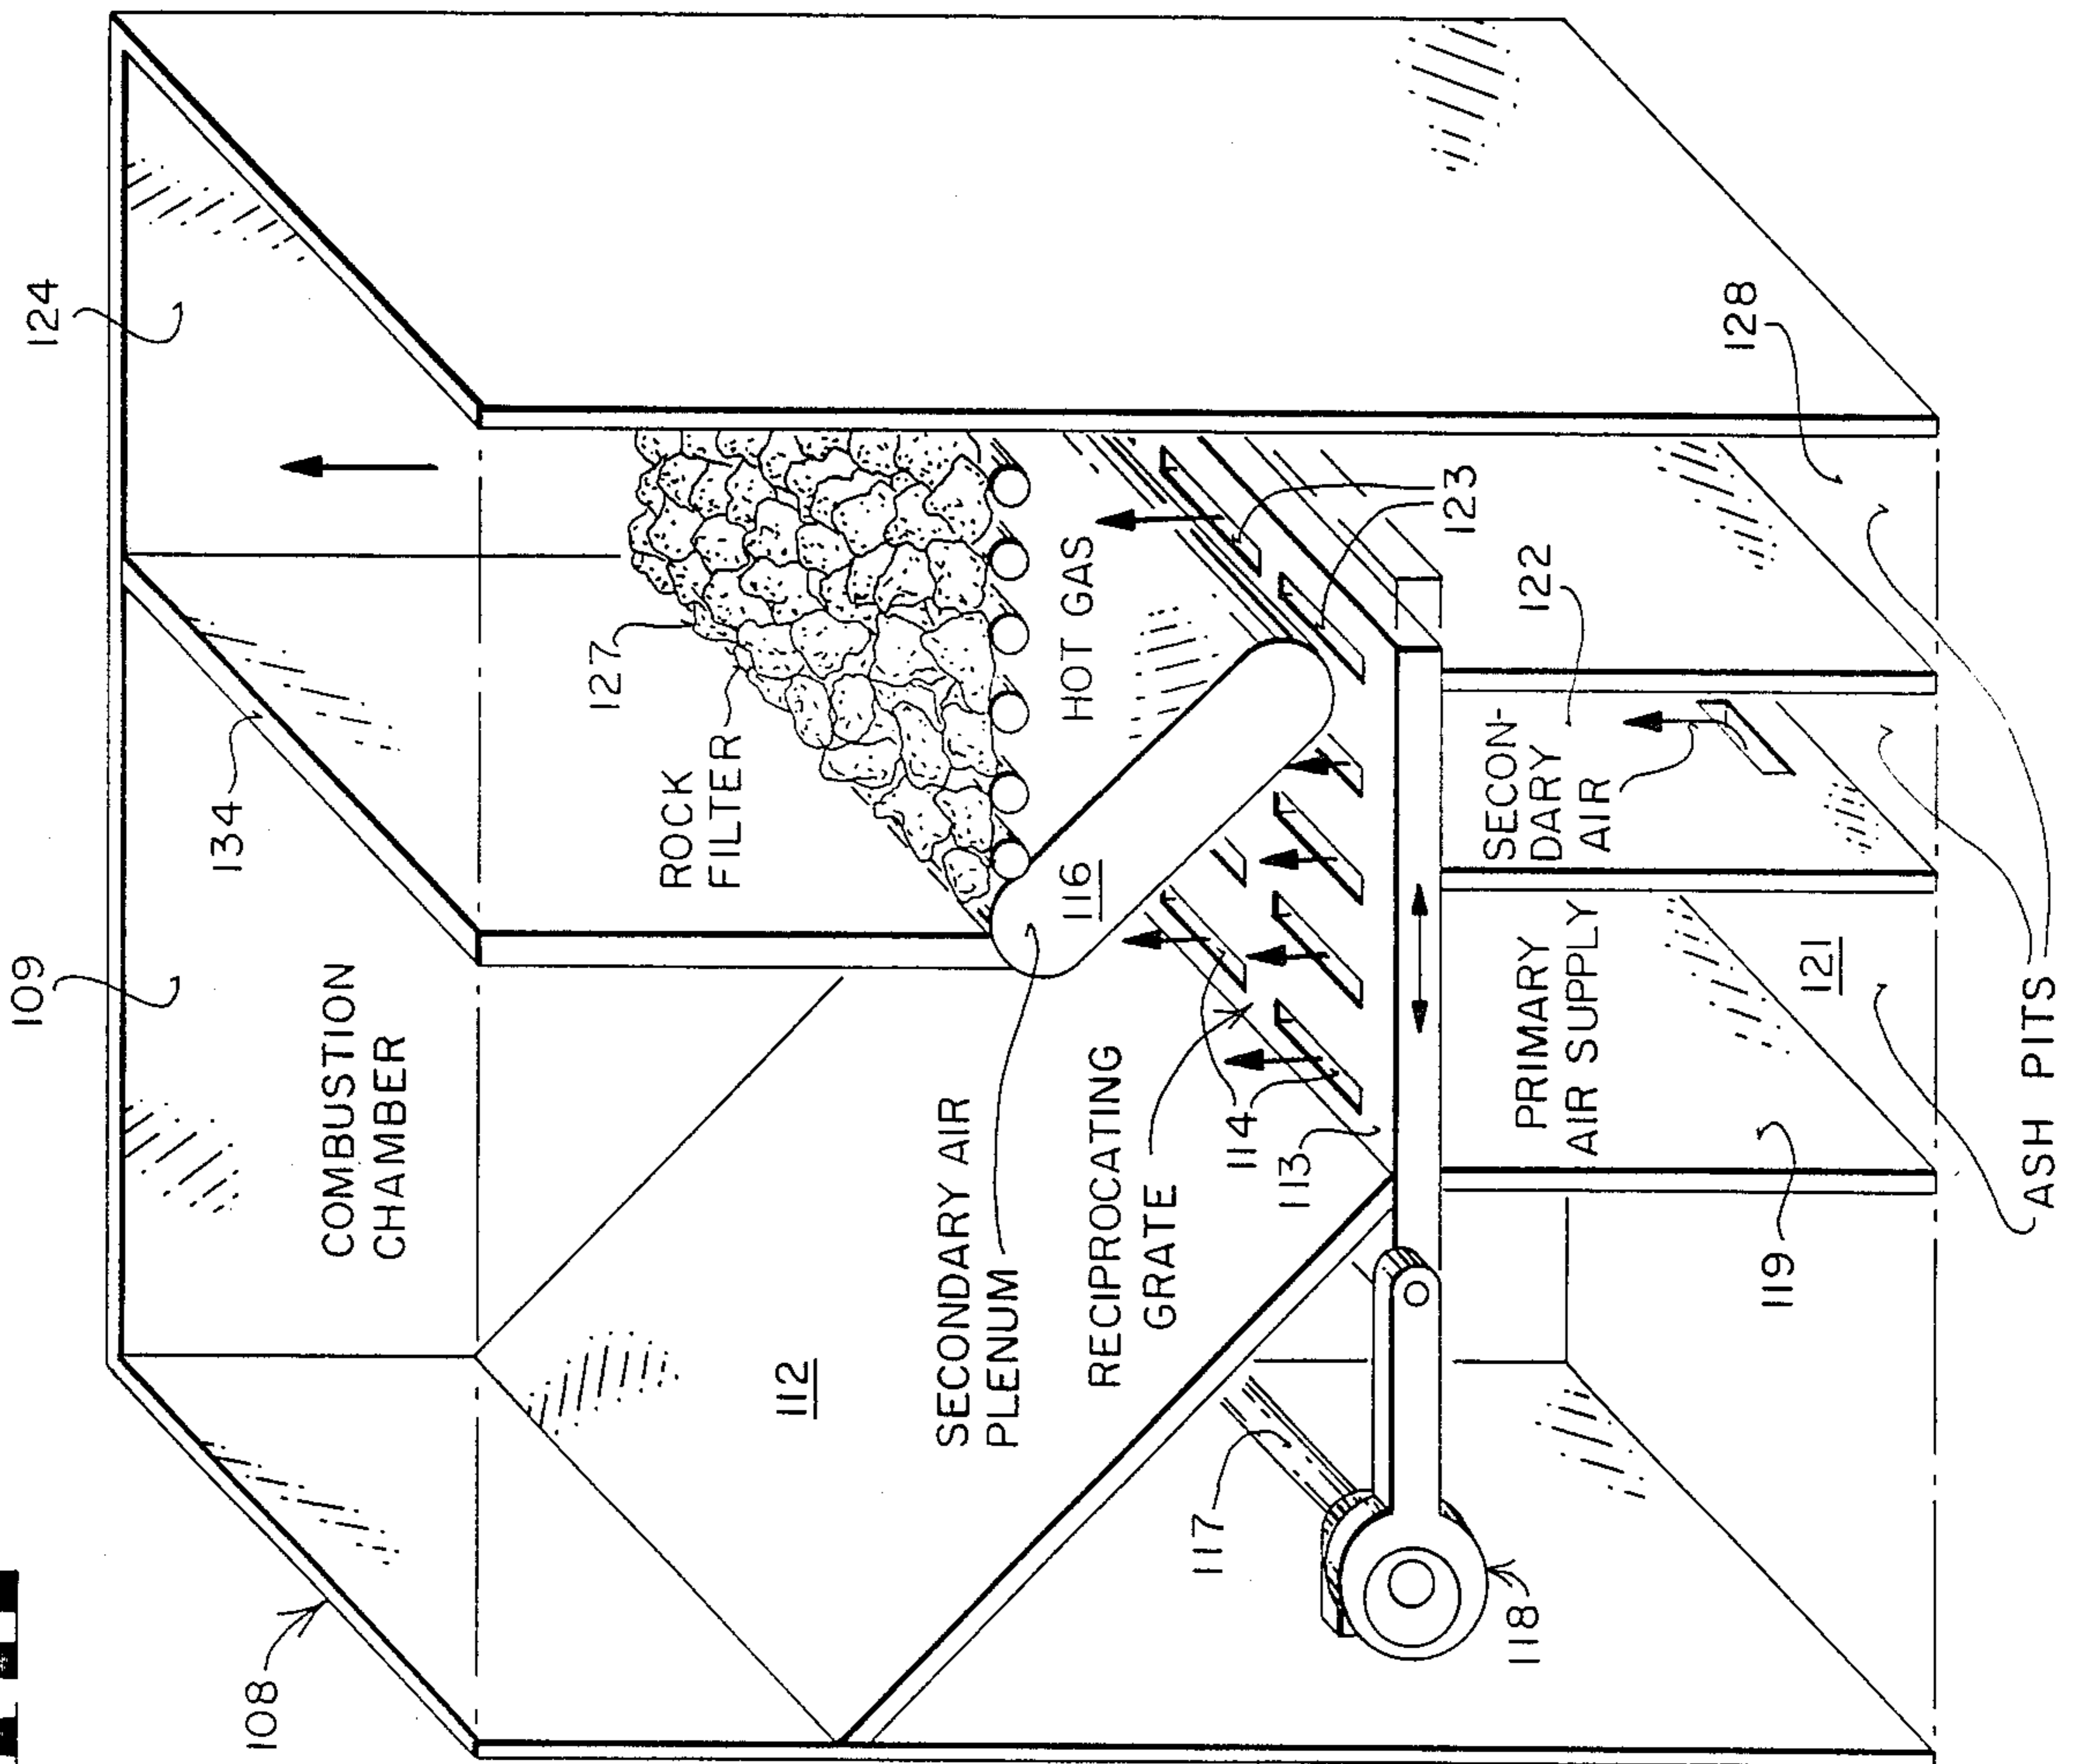 124
109
134
108
COMBUSTION
CHAMBER
127
ROCK
FILTER
112
HOT GAS
116
SECONDARY AIR
PLENUM
RECIPROCATING
GRATE
114
113
123
117
118
122
SECON-
DARY
AIR
PRIMARY
AIR SUPPLY
128
121
119
ASH PITS